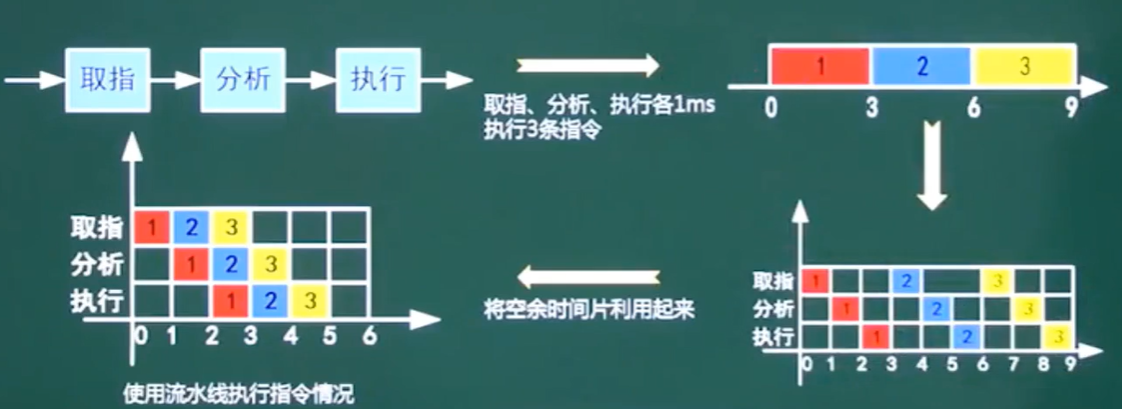 取指 分析 执行
取指、分析、执行各1ms
执行3条指令
1 2 3
0 3 6 9
取指 1 2 3
分析 1 2 3
执行 1 2 3
0 1 2 3 4 5 6
使用流水线执行指令情况
将空余时间片利用起来
取指 1 2 3
分析 1 2 3
执行 1 2 3
0 1 2 3 4 5 6 7 8 9